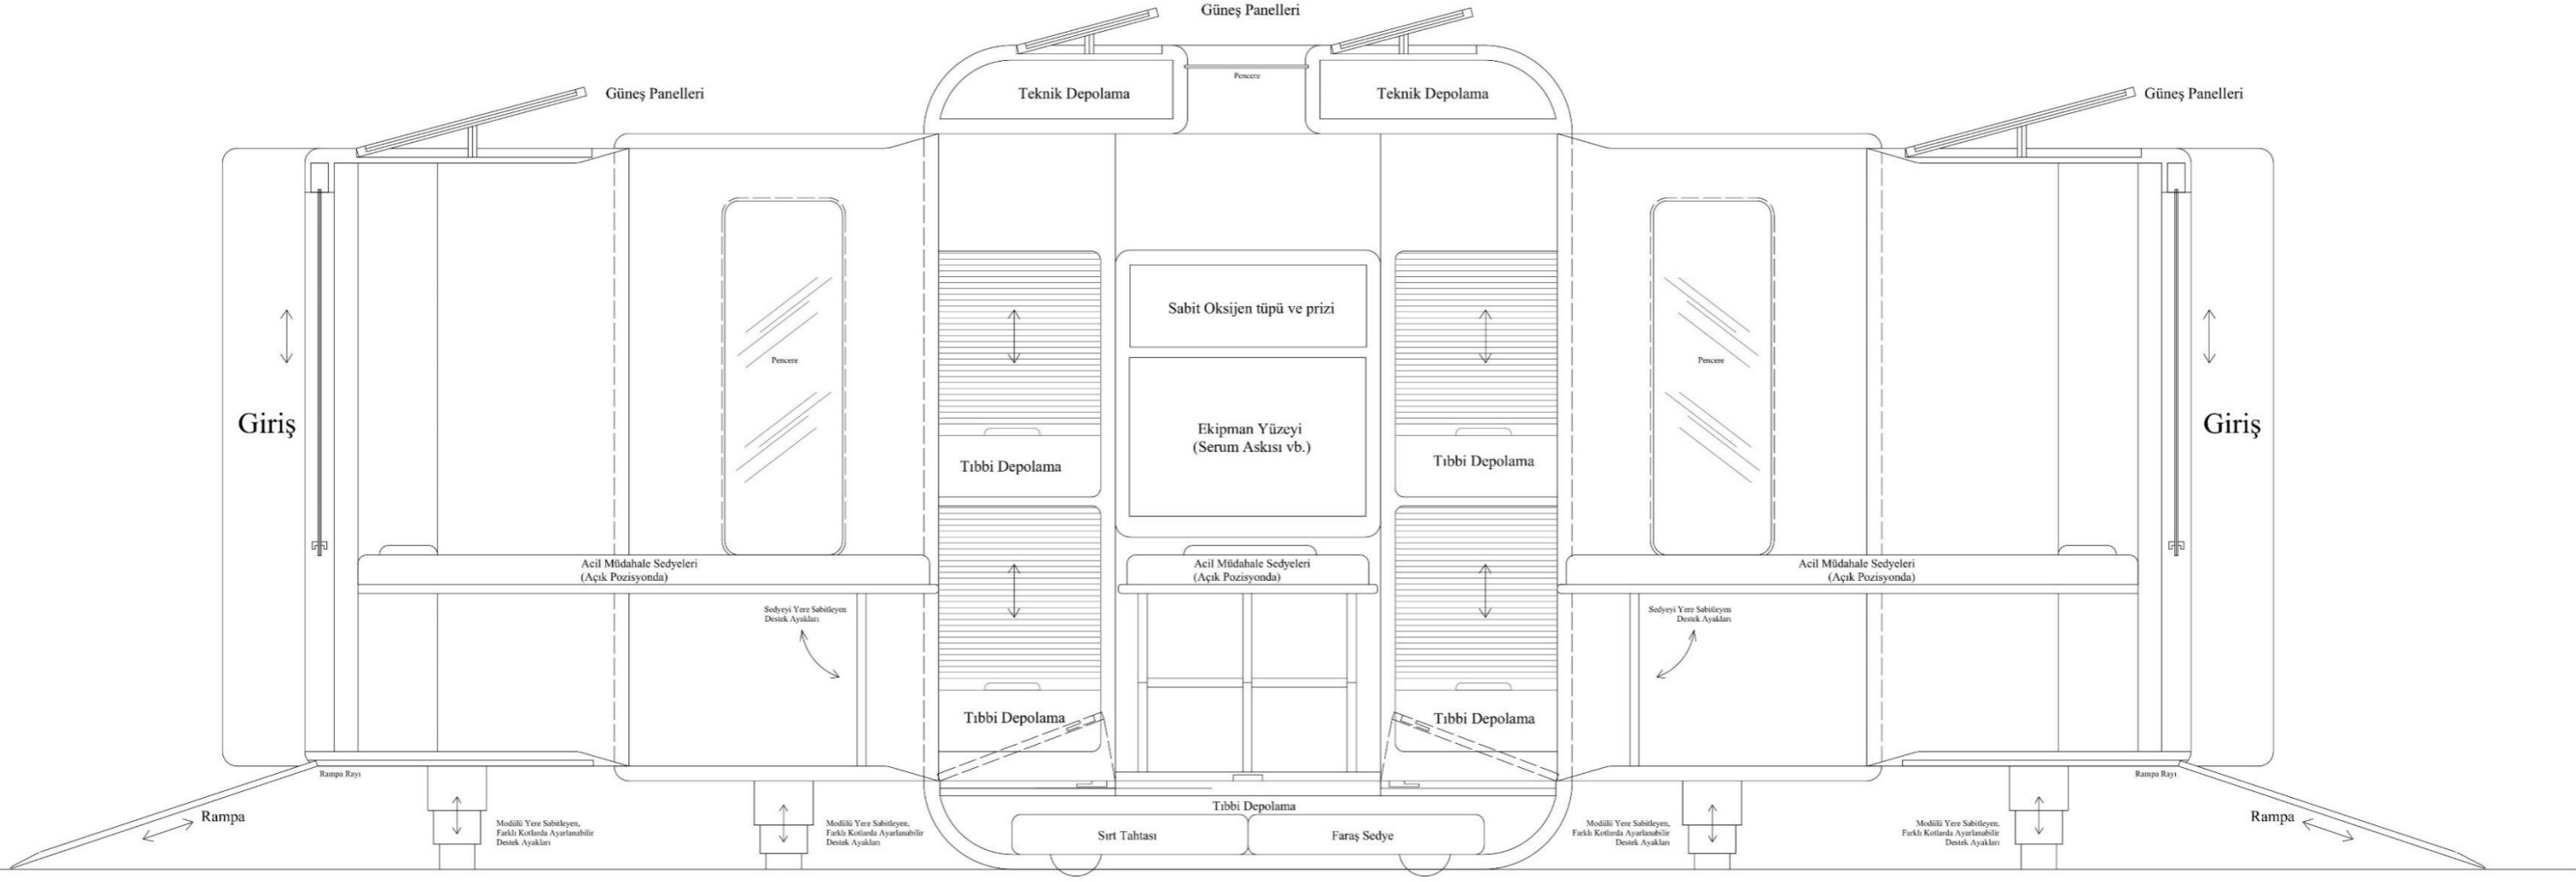 Güneş Panelleri
Güneş Panelleri
Güneş Panelleri
Pencere
Teknik Depolama
Teknik Depolama
Sabit Oksijen tüpü ve prizi
Pencere
Pencere
Giriş
Giriş
Ekipman Yüzeyi
(Serum Askısı vb.)
Tıbbi Depolama
Tıbbi Depolama
Acil Müdahale Sedyeleri
(Açık Pozisyonda)
Acil Müdahale Sedyeleri
(Açık Pozisyonda)
Acil Müdahale Sedyeleri
(Açık Pozisyonda)
Sedyeyi Yere Sabitleyen
Destek Ayakları
Sedyeyi Yere Sabitleyen
Destek Ayakları
Tıbbi Depolama
Tıbbi Depolama
Rampa Rayı
Rampa Rayı
Tıbbi Depolama
Rampa
Modülü Yere Sabitleyen,
Farklı Kotlarda Ayarlanabilir
Destek Ayakları
Modülü Yere Sabitleyen,
Farklı Kotlarda Ayarlanabilir
Destek Ayakları
Sırt Tahtası
Faraş Sedye
Modülü Yere Sabitleyen,
Farklı Kotlarda Ayarlanabilir
Destek Ayakları
Modülü Yere Sabitleyen,
Farklı Kotlarda Ayarlanabilir
Destek Ayakları
Rampa